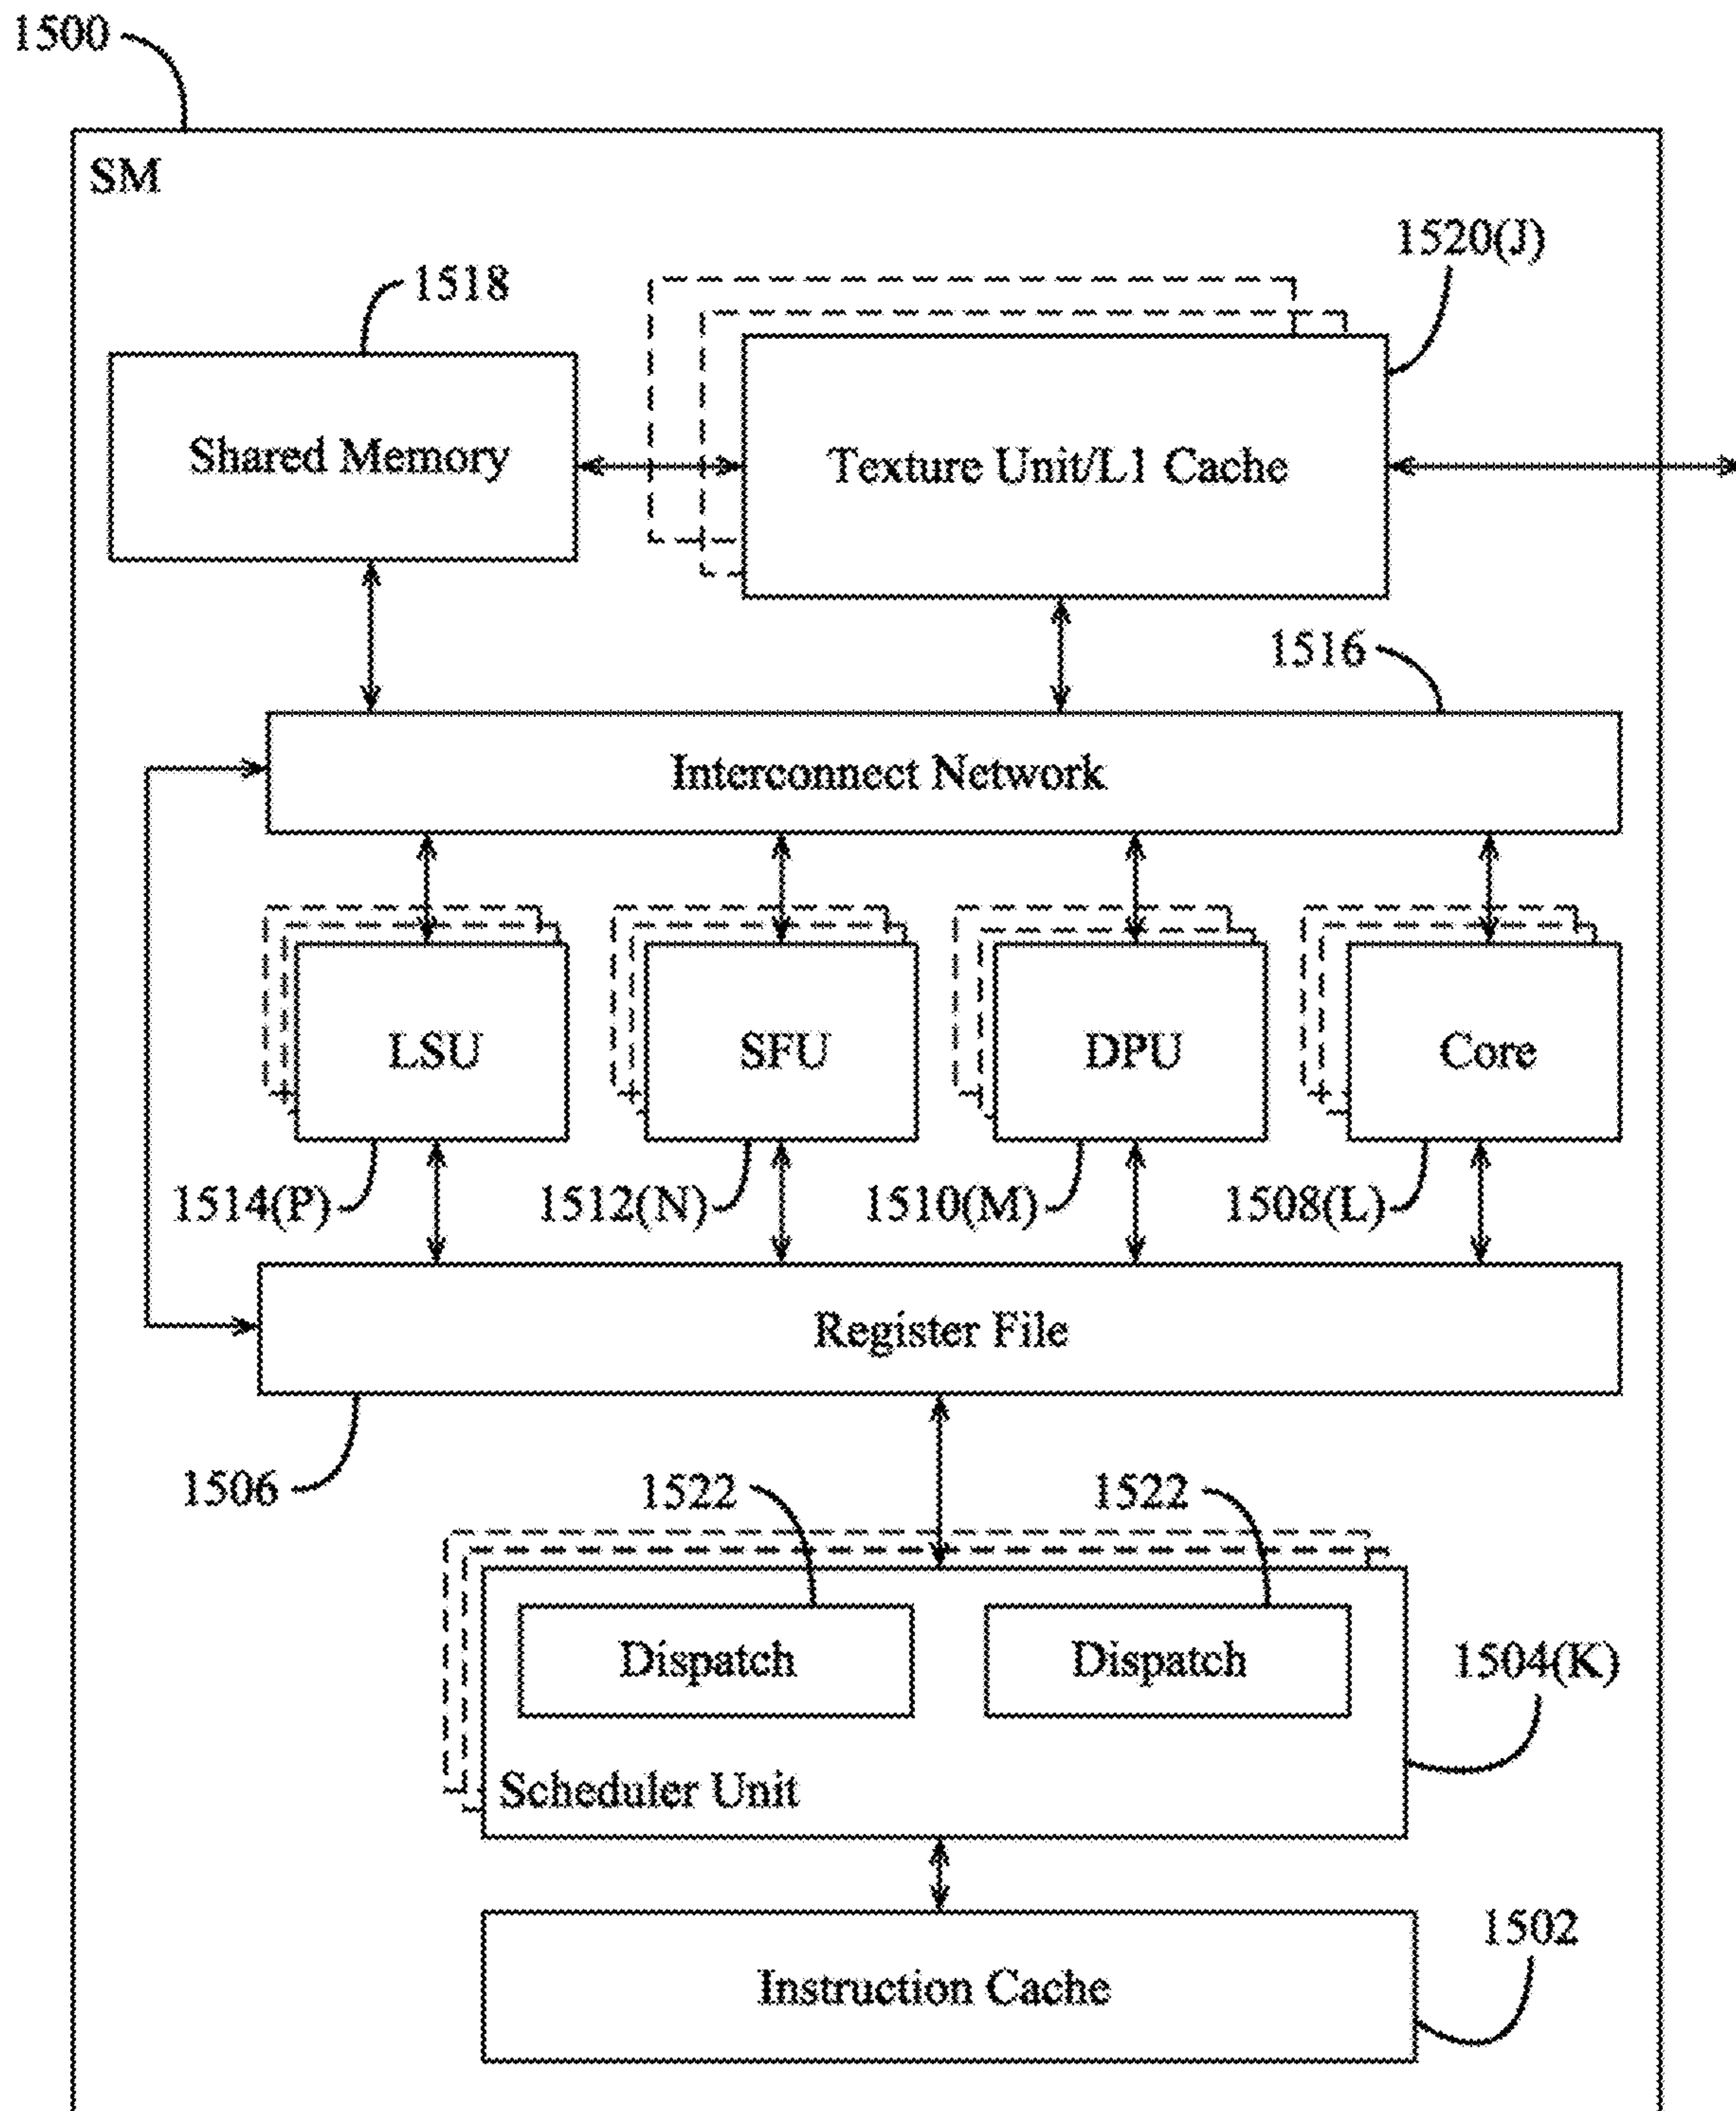 1500
SM
1520(J)
1518
Shared Memory
Texture Unit/L1 Cache
1516
Interconnect Network
LSU
SFU
DPU
Core
1514(P)
1512(N)
1510(M)
1508(L)
Register File
1506
1522
1522
Dispatch
Dispatch
1504(K)
Scheduler Unit
1502
Instruction Cache